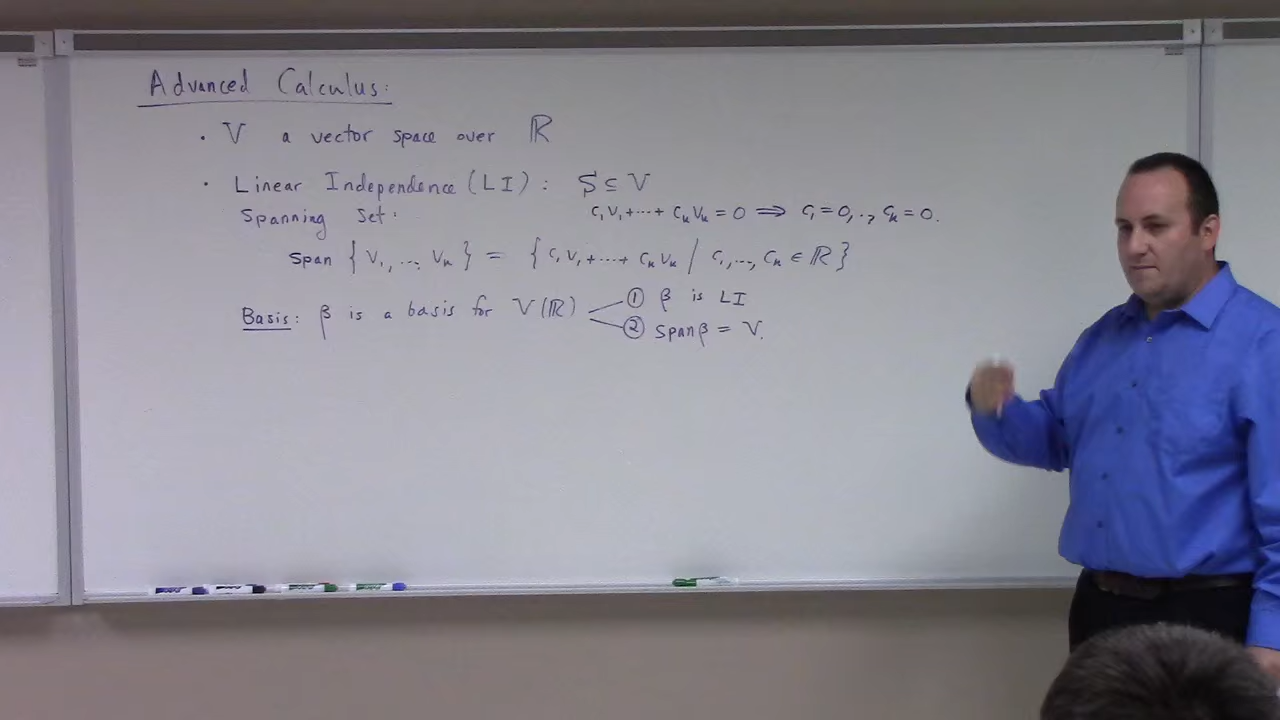 Advanced Calculus:
• V a vector space over ℝ
• Linear Independence (LI): S ⊆ V
c₁v₁+⋯+cₖvₖ = 0 ⟹ c₁=0,.., cₖ=0.
Spanning Set:
span {v₁,..., vₖ} = {c₁v₁+⋯+cₖvₖ / c₁,..., cₖ ∈ ℝ}
Basis: β is a basis for V(ℝ)
① β is LI
② span β = V.